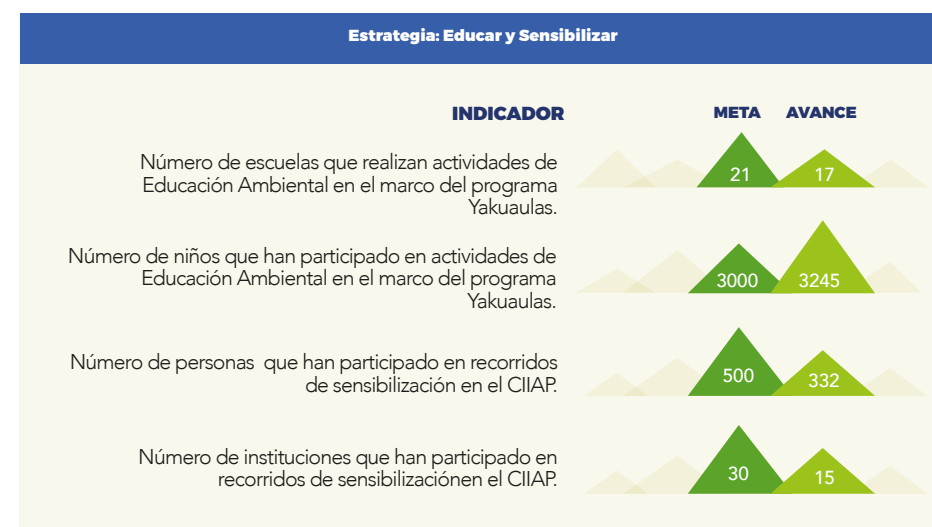 Estrategia: Educar y Sensibilizar
INDICADOR META AVANCE
Número de escuelas que realizan actividades de
Educación Ambiental en el marco del programa
Yakuaulas.
21 17
Número de niños que han participado en actividades de
Educación Ambiental en el marco del programa
Yakuaulas.
3000 3245
Número de personas que han participado en recorridos
de sensibilización en el CIIAP.
500 332
Número de instituciones que han participado en
recorridos de sensibilizaciónen el CIIAP.
30 15